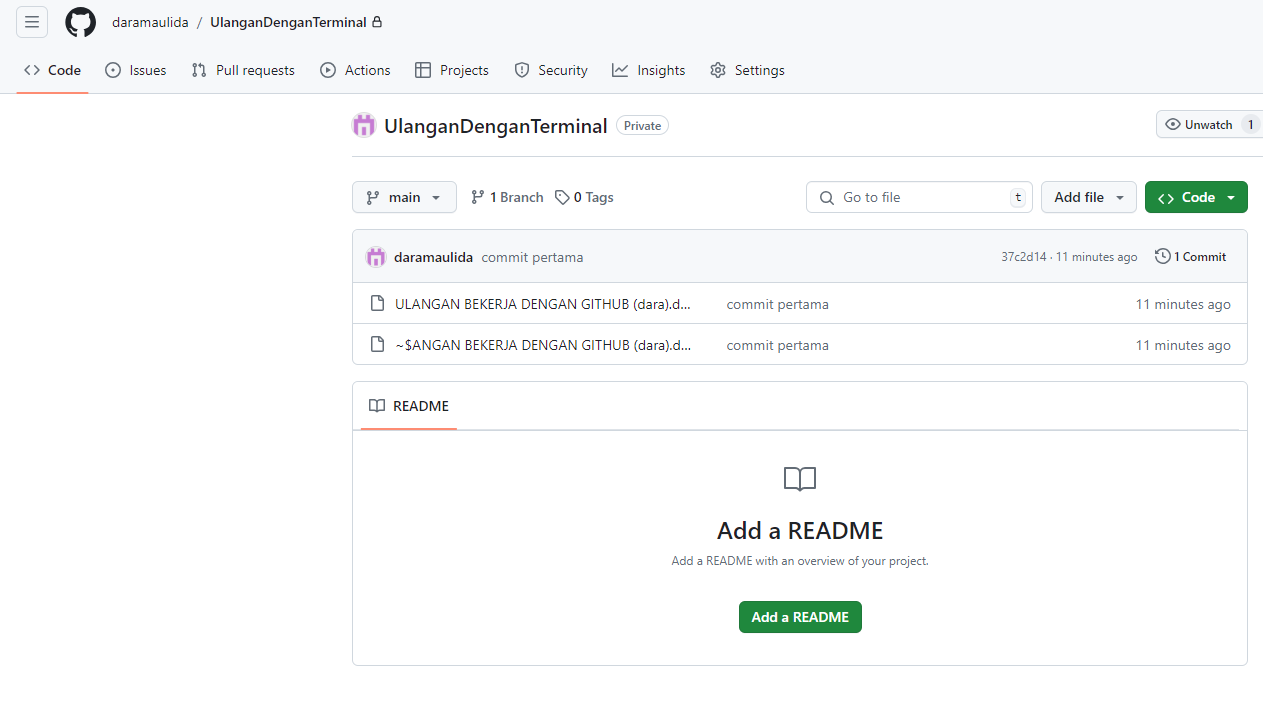 daramaulida / UlanganDenganTerminal
Code Issues Pull requests Actions Projects Security Insights Settings
UlanganDenganTerminal Private Unwatch 1
main 1 Branch 0 Tags Go to file t Add file Code
daramaulida commit pertama 37c2d14 · 11 minutes ago 1 Commit
ULANGAN BEKERJA DENGAN GITHUB (dara).d... commit pertama 11 minutes ago
~$ANGAN BEKERJA DENGAN GITHUB (dara).d... commit pertama 11 minutes ago
README
Add a README
Add a README with an overview of your project.
Add a README